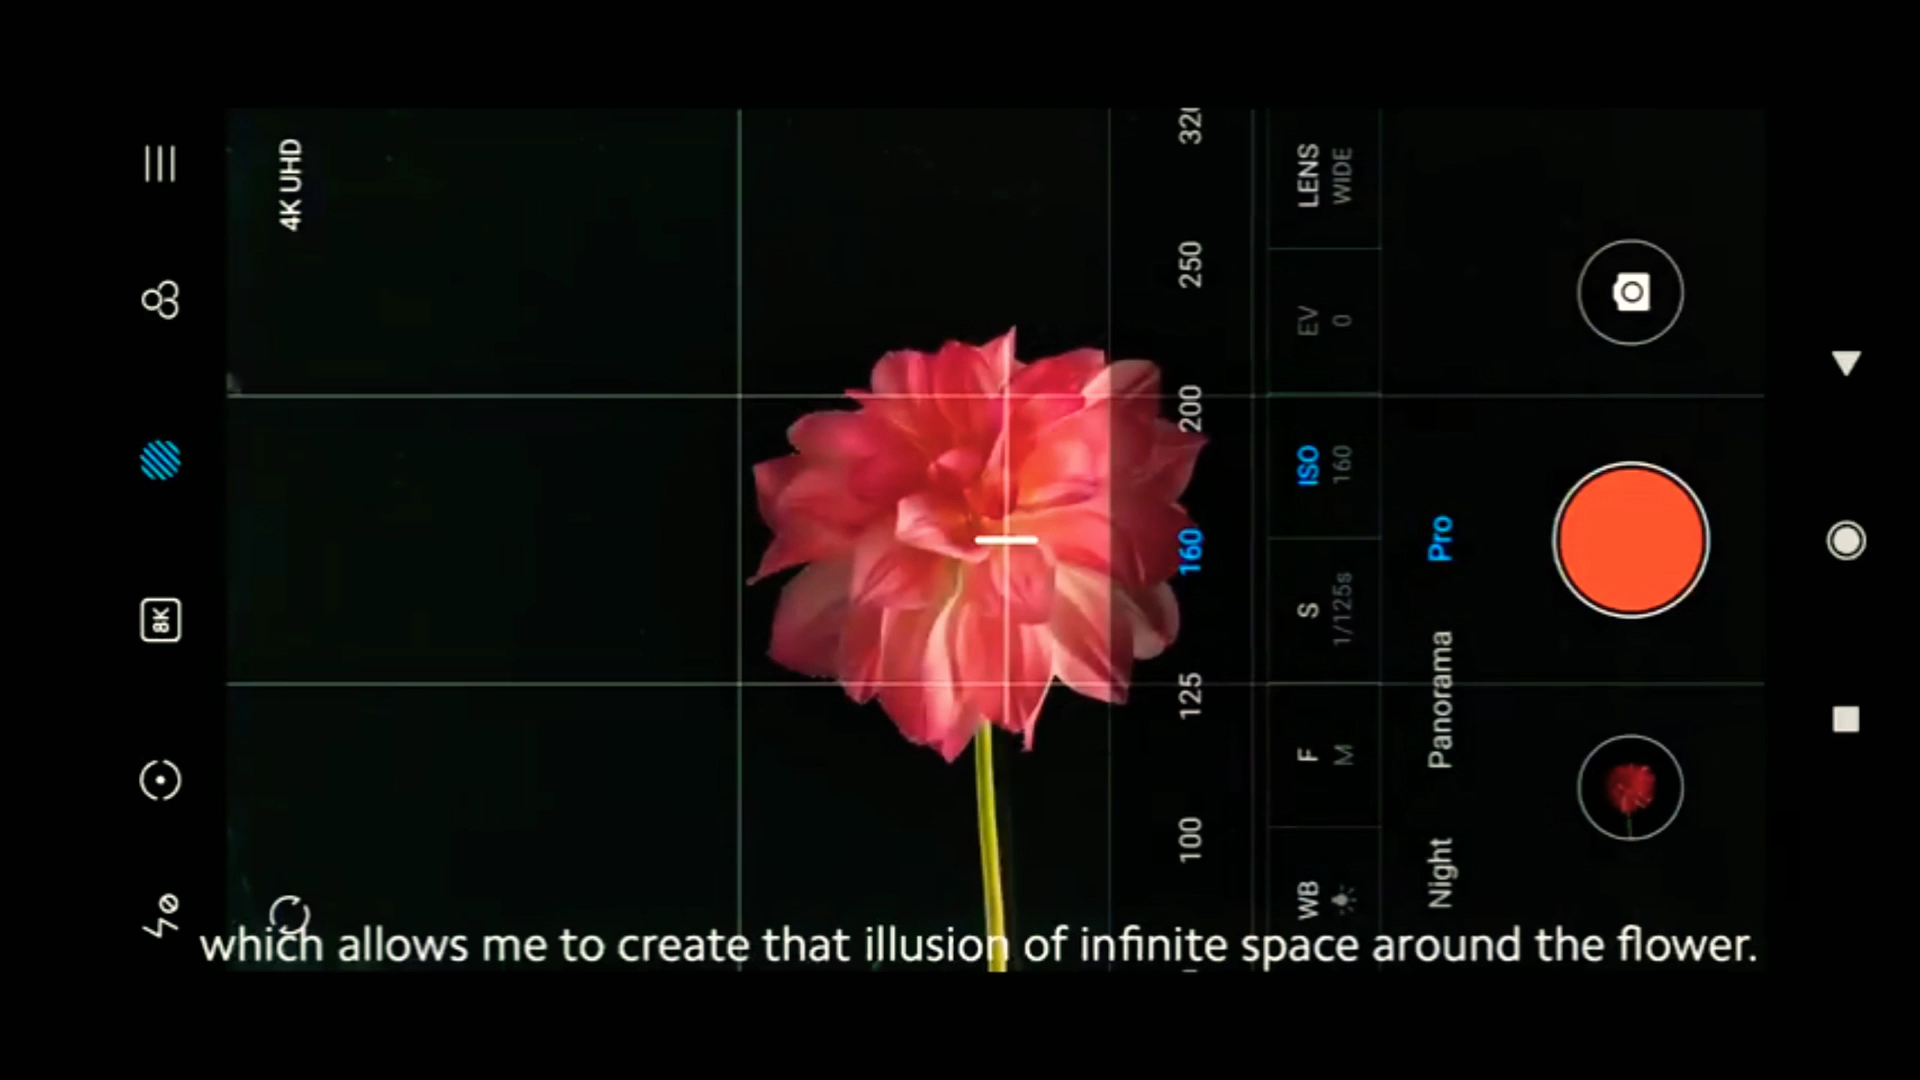 4K UHD
8K
320
250
200
160
125
100
LENS
WIDE
EV
0
ISO
160
S
1/125s
F
M
WB
Pro
Panorama
Night
which allows me to create that illusion of infinite space around the flower.